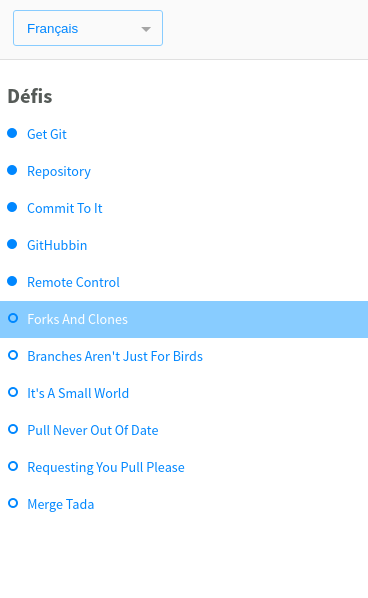 Français
Défis
Get Git
Repository
Commit To It
GitHubbin
Remote Control
Forks And Clones
Branches Aren't Just For Birds
It's A Small World
Pull Never Out Of Date
Requesting You Pull Please
Merge Tada